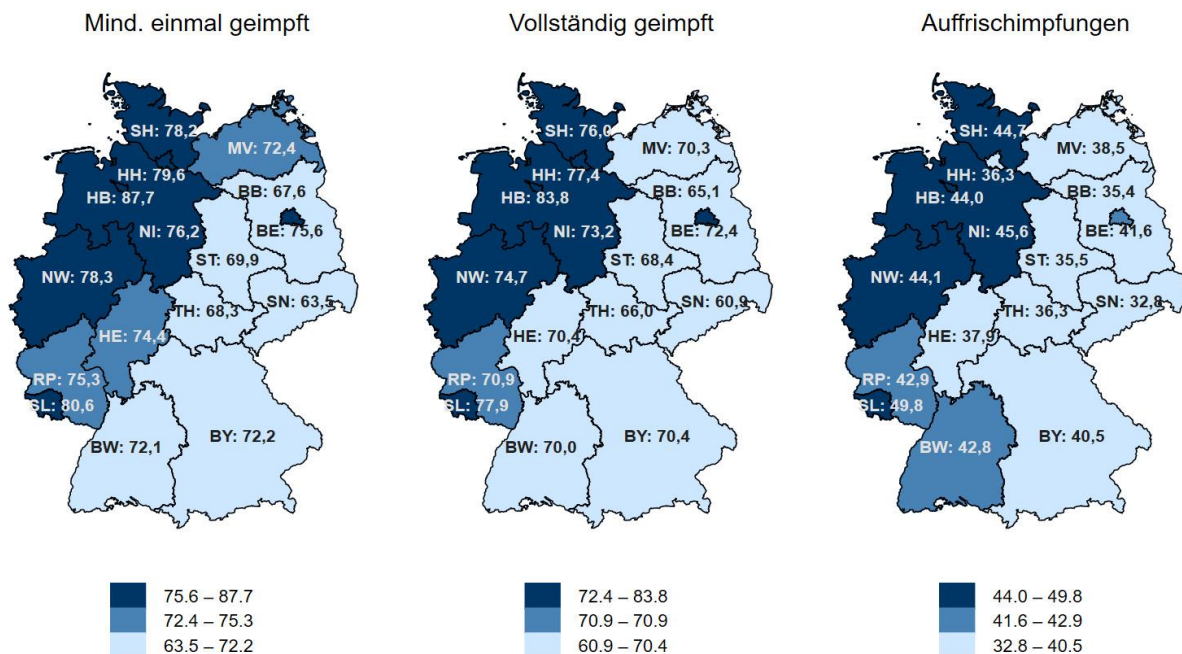 Mind. einmal geimpft
SH: 78,2
MV: 72,4
HH: 79,6
BB: 67,6
HB: 87,7
NI: 76,2
BE: 75,6
ST: 69,9
NW: 78,3
SN: 63,5
TH: 68,3
HE: 74,4
RP: 75,3
SL: 80,6
BW: 72,1
BY: 72,2
75.6 – 87.7
72.4 – 75.3
63.5 – 72.2
Vollständig geimpft
SH: 76,0
MV: 70,3
HH: 77,4
BB: 65,1
HB: 83,8
NI: 73,2
BE: 72,4
ST: 68,4
NW: 74,7
SN: 60,9
TH: 66,0
HE: 70,4
RP: 70,9
SL: 77,9
BW: 70,0
BY: 70,4
72.4 – 83.8
70.9 – 70.9
60.9 – 70.4
Auffrischimpfungen
SH: 44,7
MV: 38,5
HH: 36,3
BB: 35,4
HB: 44,0
NI: 45,6
BE: 41,6
ST: 35,5
NW: 44,1
SN: 32,8
TH: 36,3
HE: 37,9
RP: 42,9
SL: 49,8
BW: 42,8
BY: 40,5
44.0 – 49.8
41.6 – 42.9
32.8 – 40.5